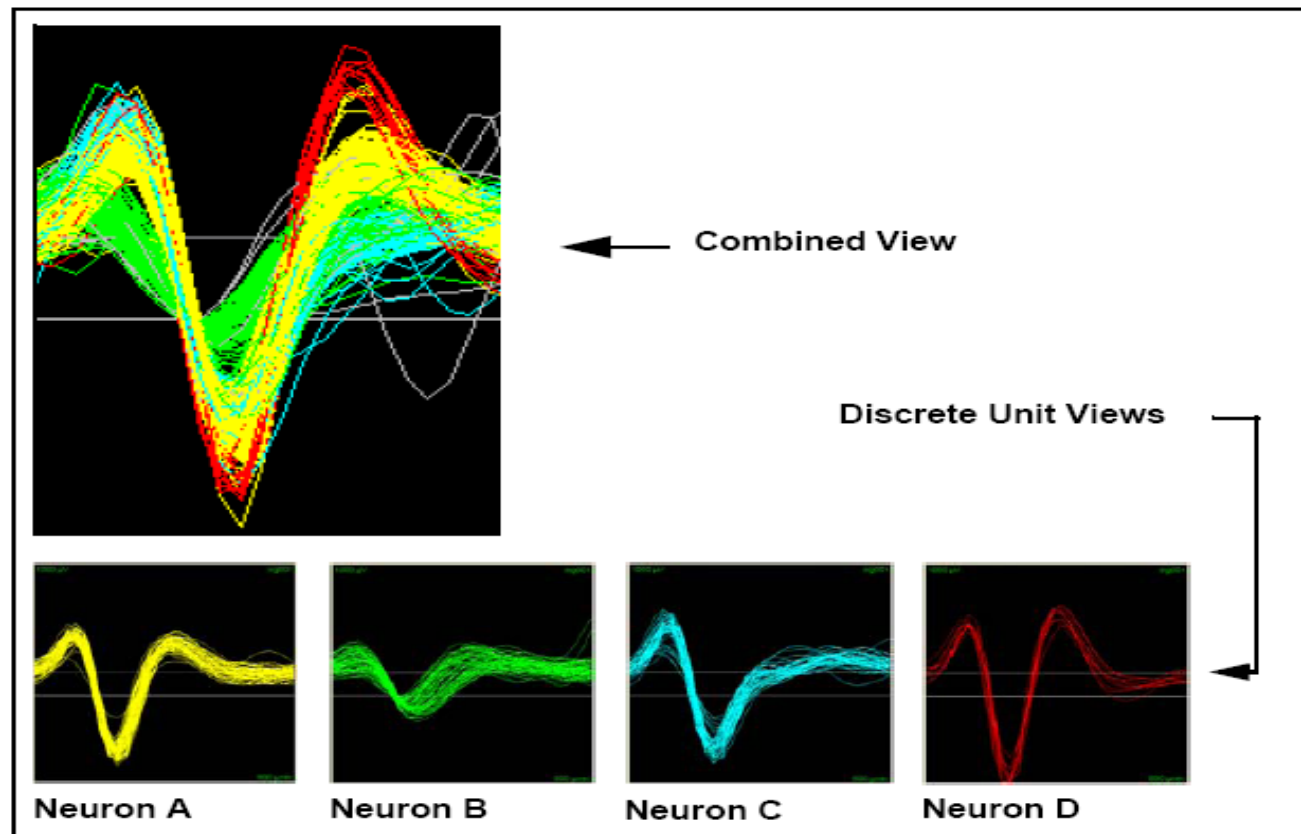 Combined View
Discrete Unit Views
Neuron A
Neuron B
Neuron C
Neuron D